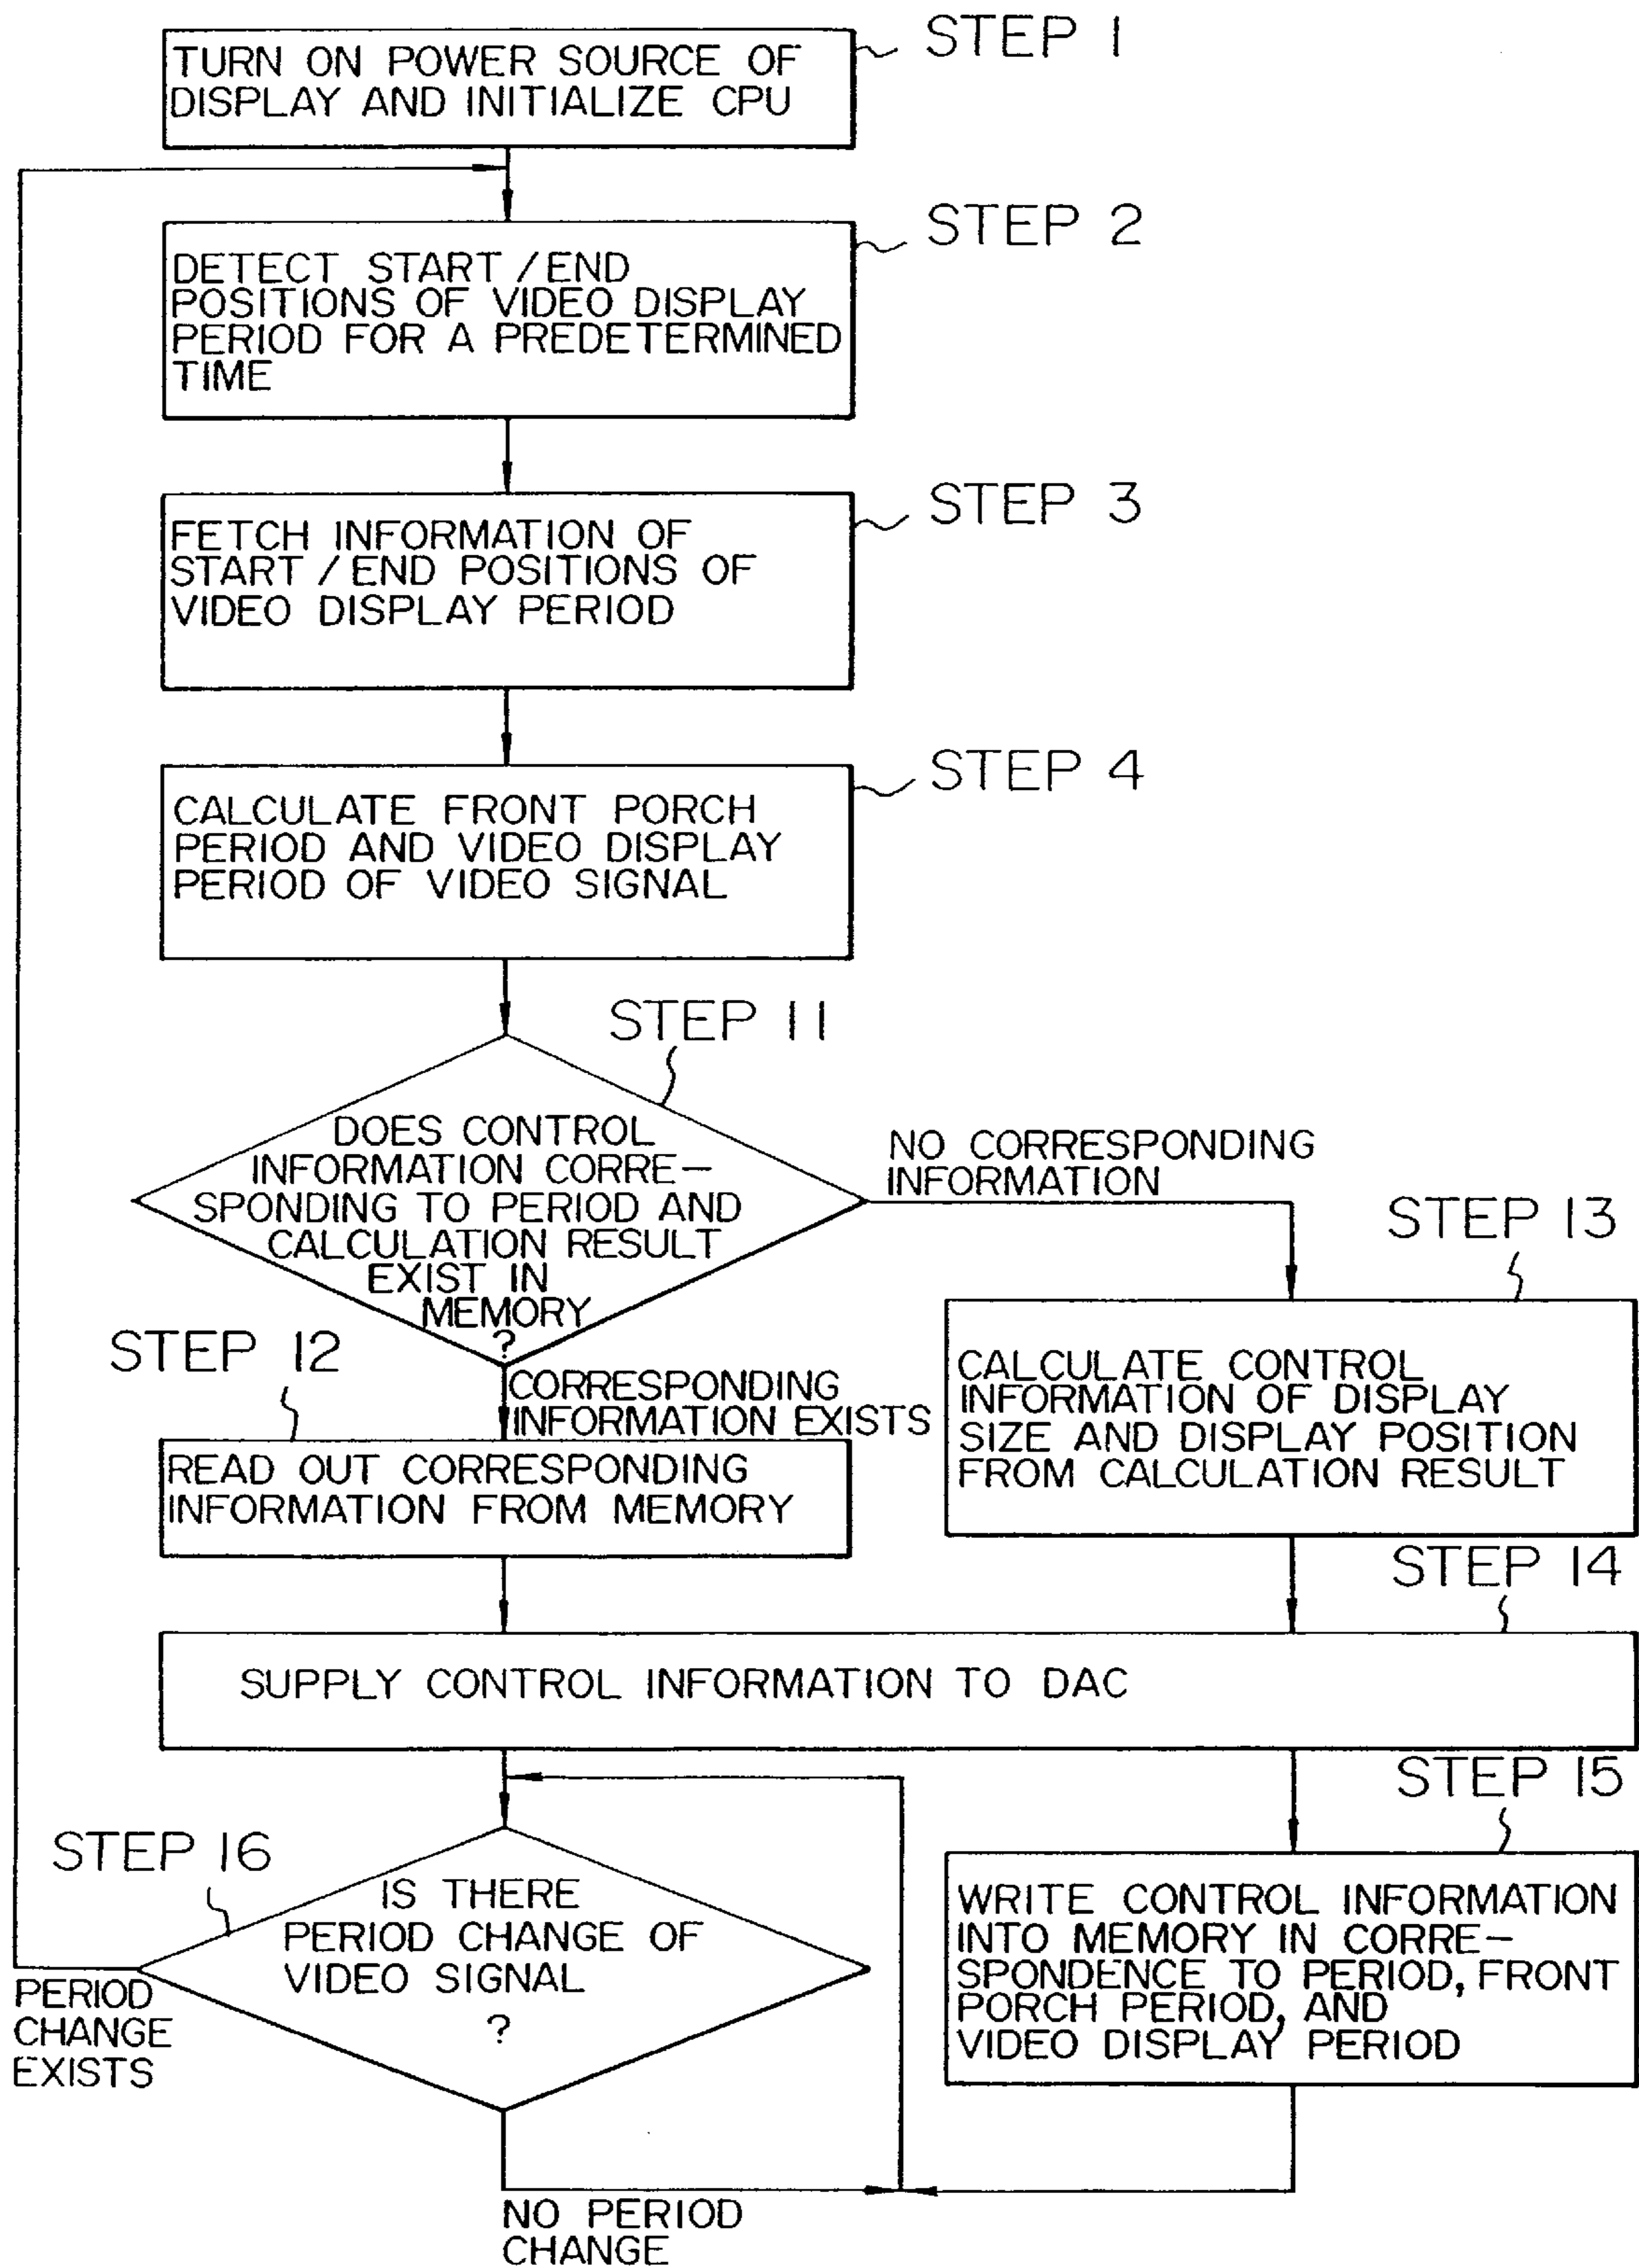 STEP 1
TURN ON POWER SOURCE OF
DISPLAY AND INITIALIZE CPU
STEP 2
DETECT START / END
POSITIONS OF VIDEO DISPLAY
PERIOD FOR A PREDETERMINED
TIME
STEP 3
FETCH INFORMATION OF
START / END POSITIONS OF
VIDEO DISPLAY PERIOD
STEP 4
CALCULATE FRONT PORCH
PERIOD AND VIDEO DISPLAY
PERIOD OF VIDEO SIGNAL
STEP 11
DOES CONTROL
INFORMATION CORRE-
SPONDING TO PERIOD AND
CALCULATION RESULT
EXIST IN
MEMORY
?
NO CORRESPONDING
INFORMATION
STEP 12
CORRESPONDING
INFORMATION EXISTS
READ OUT CORRESPONDING
INFORMATION FROM MEMORY
STEP 13
CALCULATE CONTROL
INFORMATION OF DISPLAY
SIZE AND DISPLAY POSITION
FROM CALCULATION RESULT
STEP 14
SUPPLY CONTROL INFORMATION TO DAC
STEP 15
WRITE CONTROL INFORMATION
INTO MEMORY IN CORRE-
SPONDENCE TO PERIOD, FRONT
PORCH PERIOD, AND
VIDEO DISPLAY PERIOD
STEP 16
IS THERE
PERIOD CHANGE OF
VIDEO SIGNAL
?
PERIOD
CHANGE
EXISTS
NO PERIOD
CHANGE